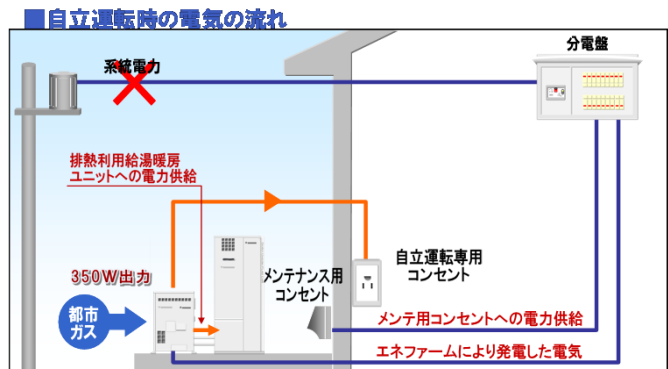 ■自立運転時の電気の流れ
分電盤
系統電力
排熱利用給湯暖房
ユニットへの電力供給
自立運転専用
コンセント
350W出力
メンテナンス用
コンセント
都市
ガス
メンテ用コンセントへの電力供給
エネファームにより発電した電気